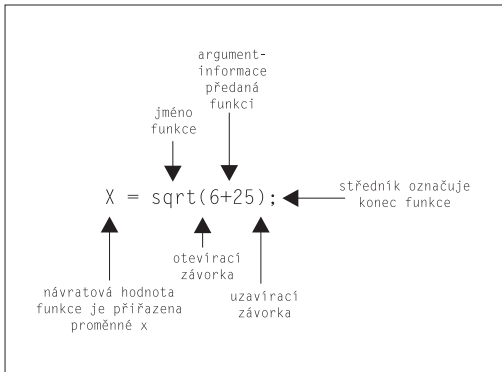 argument-
informace
předaná
funkci
jméno
funkce
X = sqrt(6+25);
středník označuje
konec funkce
otevírací
závorka
uzavírací
závorka
návratová hodnota
funkce je přiřazena
proměnné x